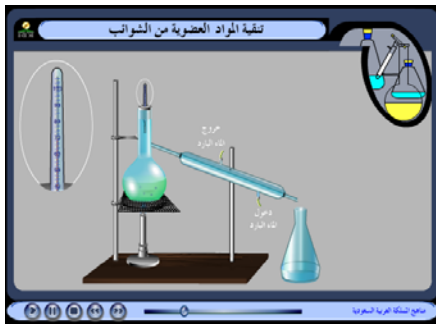 تنقية المواد العضوية من الشوائب
خروج
الماء البارد
دخول
الماء البارد
مناهج المملكة العربية السعودية